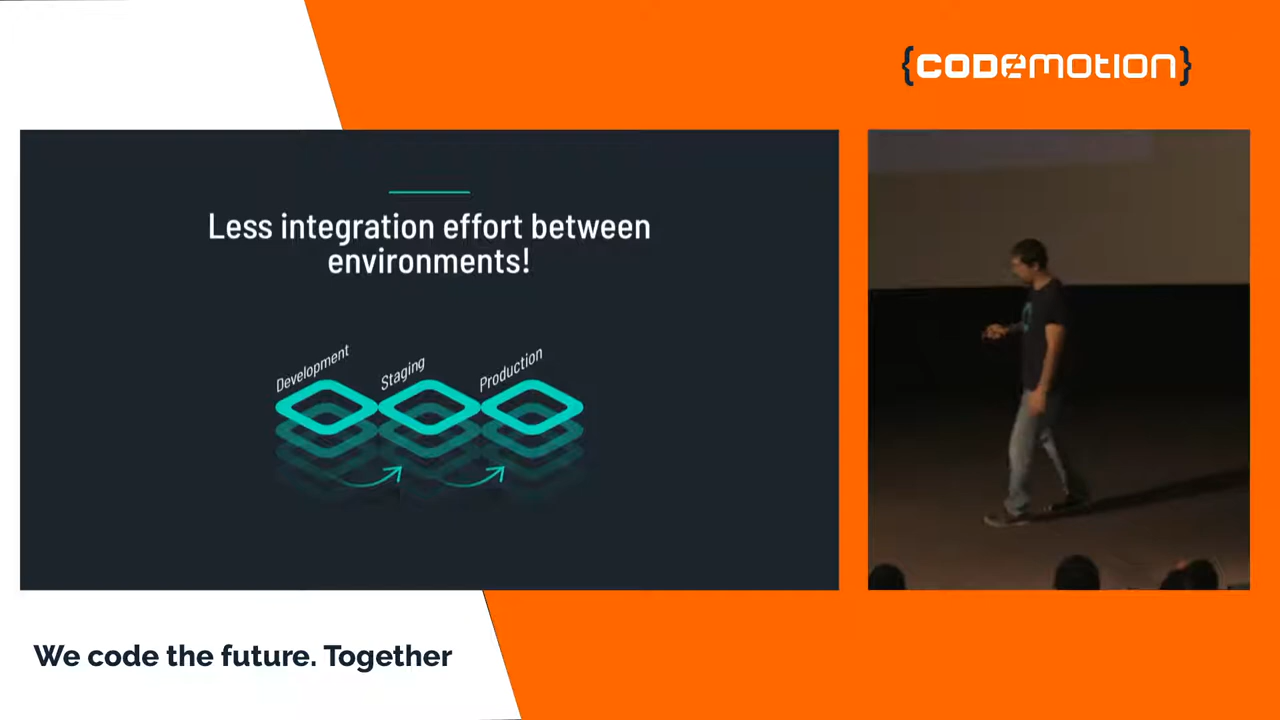 {CODEMOTION}
Less integration effort between
environments!
Development
Staging
Production
We code the future. Together